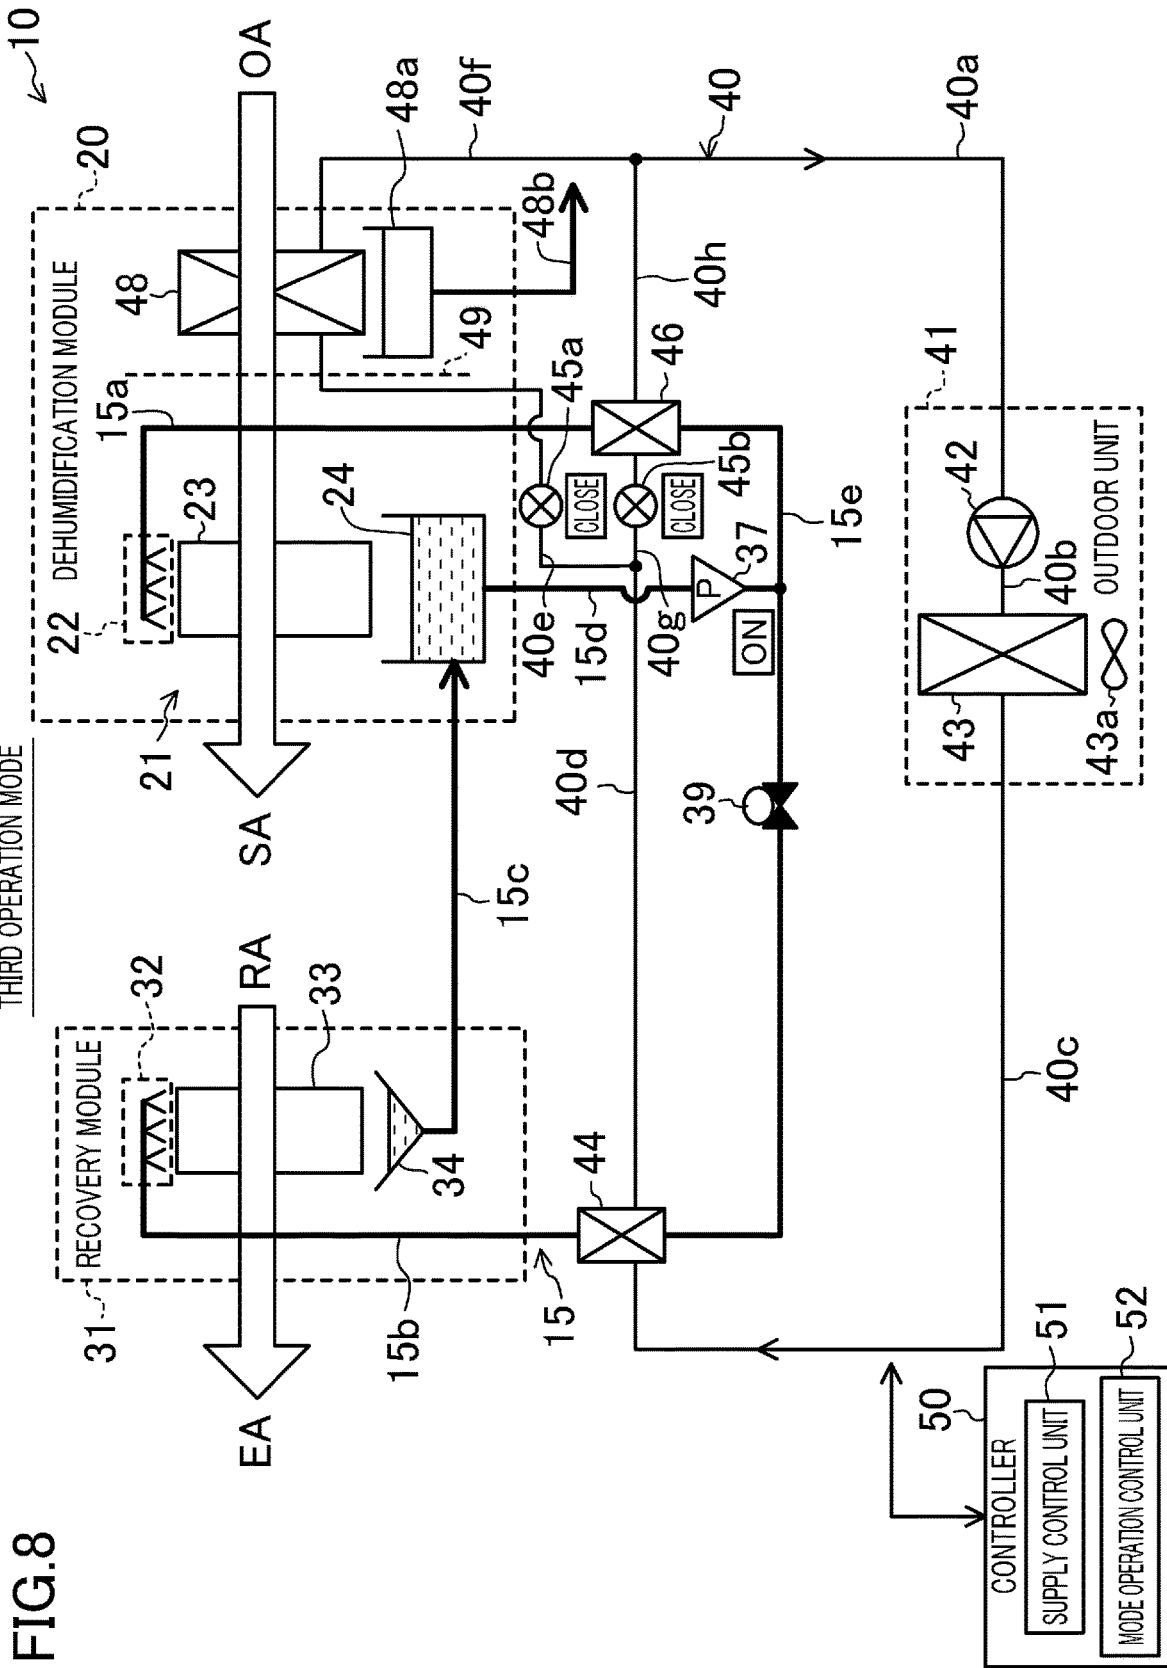 FIG.8
THIRD OPERATION MODE
10
20
DEHUMIDIFICATION MODULE
OA
SA
RA
EA
48
48a
48b
49
40f
40
40a
40h
15a
22
23
24
21
45a
CLOSE
46
45b
CLOSE
40e
15d
40g
P
37
ON
15e
41
OUTDOOR UNIT
42
40b
43
43a
39
40d
15c
31
RECOVERY MODULE
32
33
34
15b
15
44
40c
50
CONTROLLER
51
SUPPLY CONTROL UNIT
52
MODE OPERATION CONTROL UNIT